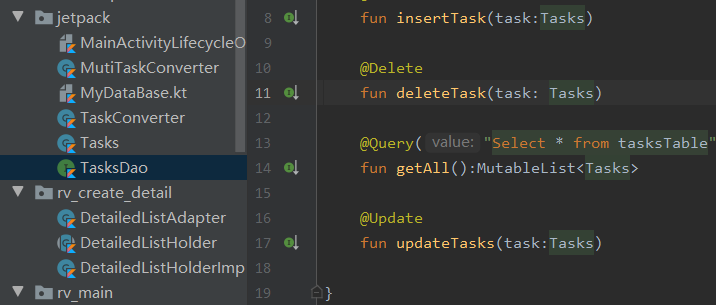 jetpack
MainActivityLifecycleO
MutiTaskConverter
MyDataBase.kt
TaskConverter
Tasks
TasksDao
rv_create_detail
DetailedListAdapter
DetailedListHolder
DetailedListHolderImp
rv_main
8 fun insertTask(task:Tasks)
9
10 @Delete
11 fun deleteTask(task: Tasks)
12
13 @Query( value: "Select * from tasksTable"
14 fun getAll():MutableList<Tasks>
15
16 @Update
17 fun updateTasks(task:Tasks)
18
19 }